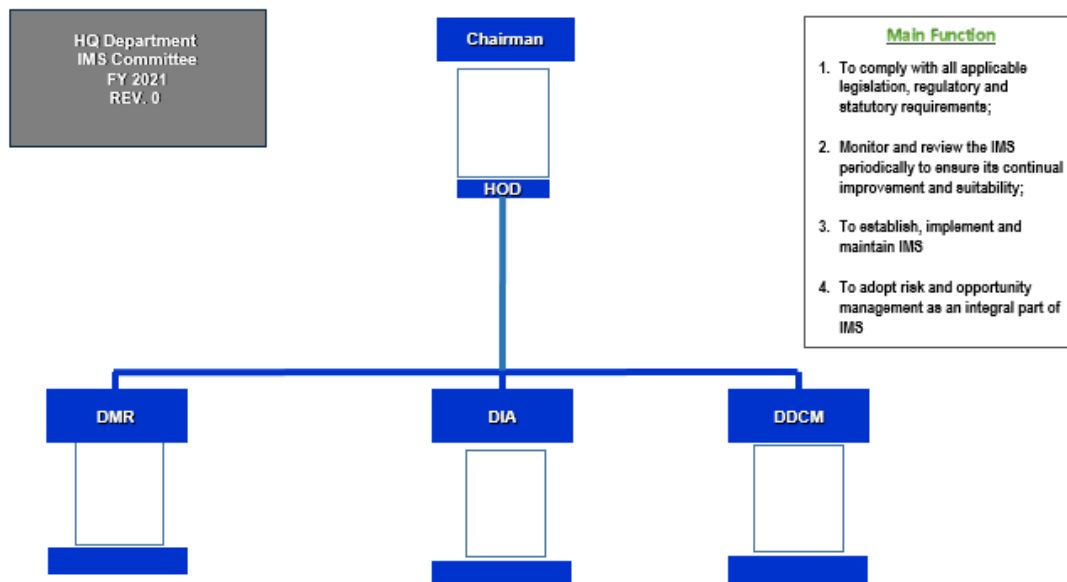 HQ Department
IMS Committee
FY 2021
REV. 0
Chairman
HOD
Main Function
1. To comply with all applicable
legislation, regulatory and
statutory requirements;
2. Monitor and review the IMS
periodically to ensure its continual
improvement and suitability;
3. To establish, implement and
maintain IMS
4. To adopt risk and opportunity
management as an integral part of
IMS
DMR
DIA
DDCM